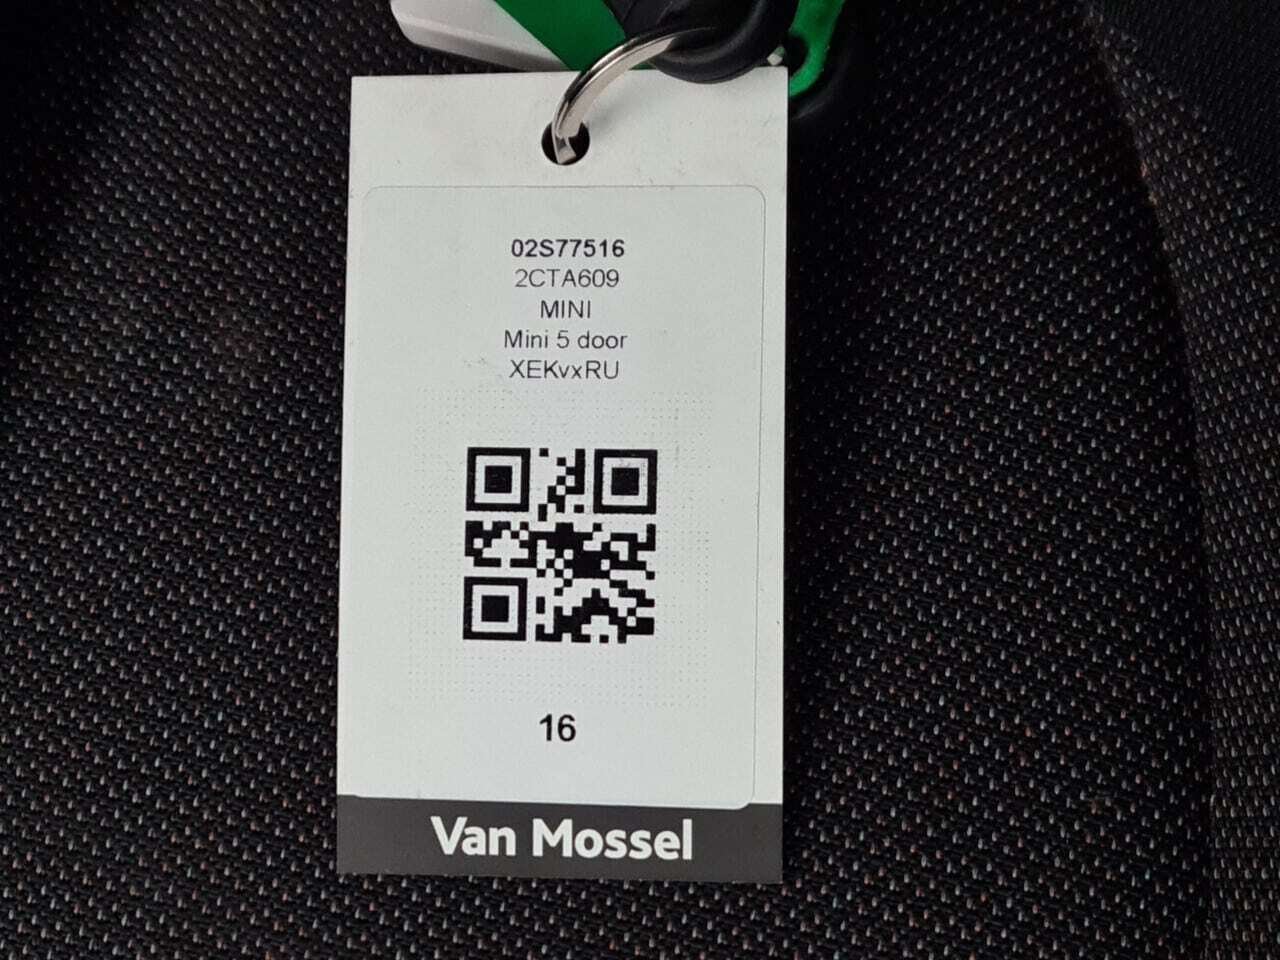 02S77516
2CTA609
MINI
Mini 5 door
XEKvxRU
16
Van Mossel